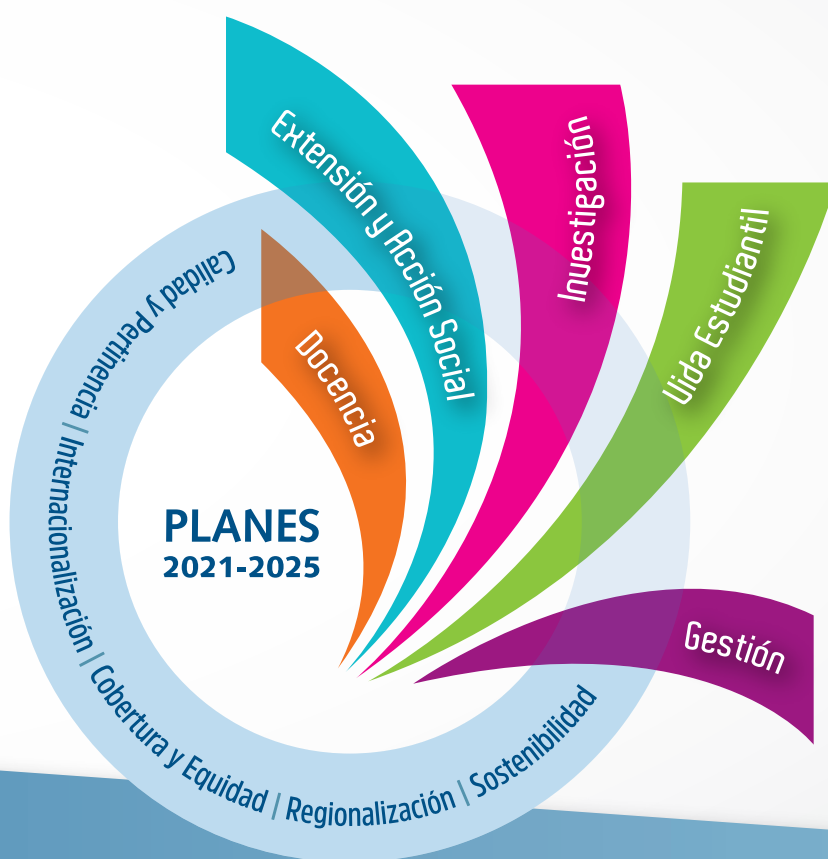 Extensión y Acción Social
Investigación
Vida Estudiantil
Docencia
Gestión
PLANES
2021-2025
Calidad y Pertinencia | Internacionalización | Cobertura y Equidad | Regionalización | Sostenibilidad